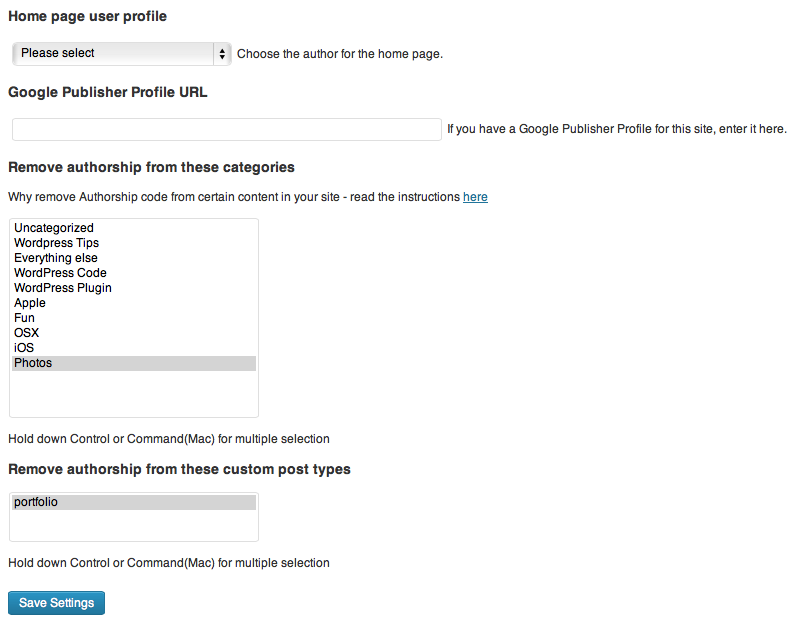 Home page user profile
Please select Choose the author for the home page.
Google Publisher Profile URL
If you have a Google Publisher Profile for this site, enter it here.
Remove authorship from these categories
Why remove Authorship code from certain content in your site - read the instructions here
Uncategorized
Wordpress Tips
Everything else
WordPress Code
WordPress Plugin
Apple
Fun
OSX
iOS
Photos
Hold down Control or Command(Mac) for multiple selection
Remove authorship from these custom post types
portfolio
Hold down Control or Command(Mac) for multiple selection
Save Settings